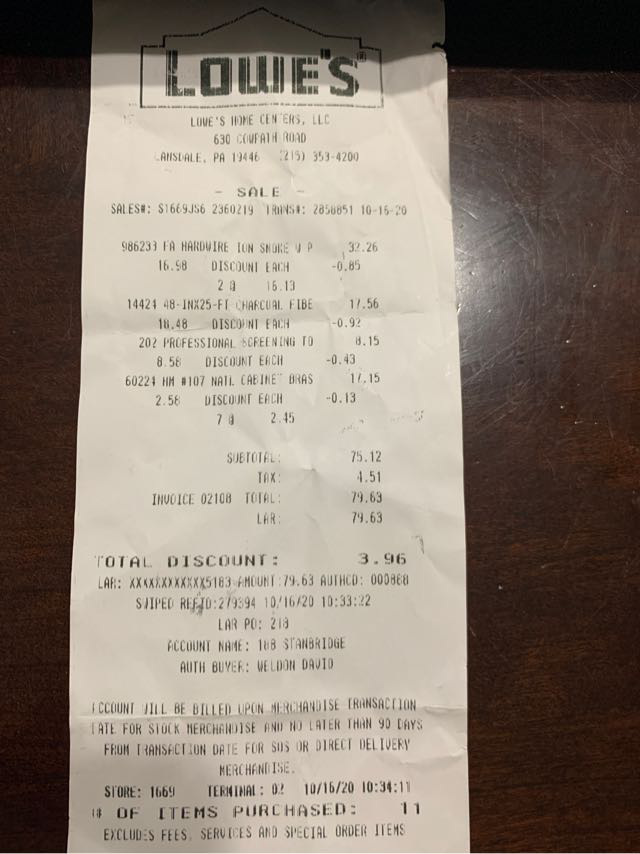 LOWE'S
LOWE'S HOME CENTERS, LLC
630 COWPATH ROAD
LANSDALE, PA 19446 (215) 353-4200
- SALE -
SALES#: S1669JS6 2360219 TRANS#: 2850851 10-16-20
986233 FA HARDWIRE ION SMOKE W P 32.26
16.98 DISCOUNT EACH -0.85
2 @ 16.13
14424 48-INX25-FT CHARCOAL FIBE 17.56
18.48 DISCOUNT EACH -0.92
202 PROFESSIONAL SCREENING TO 8.15
8.58 DISCOUNT EACH -0.43
60224 HM #107 NATL CABINET BRAS 17.15
2.58 DISCOUNT EACH -0.13
7 @ 2.45
SUBTOTAL: 75.12
TAX: 4.51
INVOICE 02108 TOTAL: 79.63
LAR: 79.63
TOTAL DISCOUNT: 3.96
LAR: XXXXXXXXXXXX5183 AMOUNT:79.63 AUTHCD: 000868
SWIPED REFID:279394 10/16/20 10:33:22
LAR PO: 218
ACCOUNT NAME: 188 STANBRIDGE
AUTH BUYER: WELDON DAVID
ACCOUNT WILL BE BILLED UPON MERCHANDISE TRANSACTION
DATE FOR STOCK MERCHANDISE AND NO LATER THAN 90 DAYS
FROM TRANSACTION DATE FOR SOS OR DIRECT DELIVERY
MERCHANDISE.
STORE: 1669 TERMINAL: 02 10/16/20 10:34:11
# OF ITEMS PURCHASED: 11
EXCLUDES FEES, SERVICES AND SPECIAL ORDER ITEMS